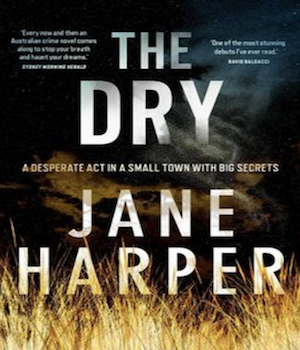 'Every now and then an
Australian crime novel comes
along to stop your breath
and haunt your dreams.'
SYDNEY MORNING HERALD
'One of the most stunning
debuts I've ever read.'
DAVID BALDACCI
THE
DRY
A DESPERATE ACT IN A SMALL TOWN WITH BIG SECRETS
JANE
HARPER